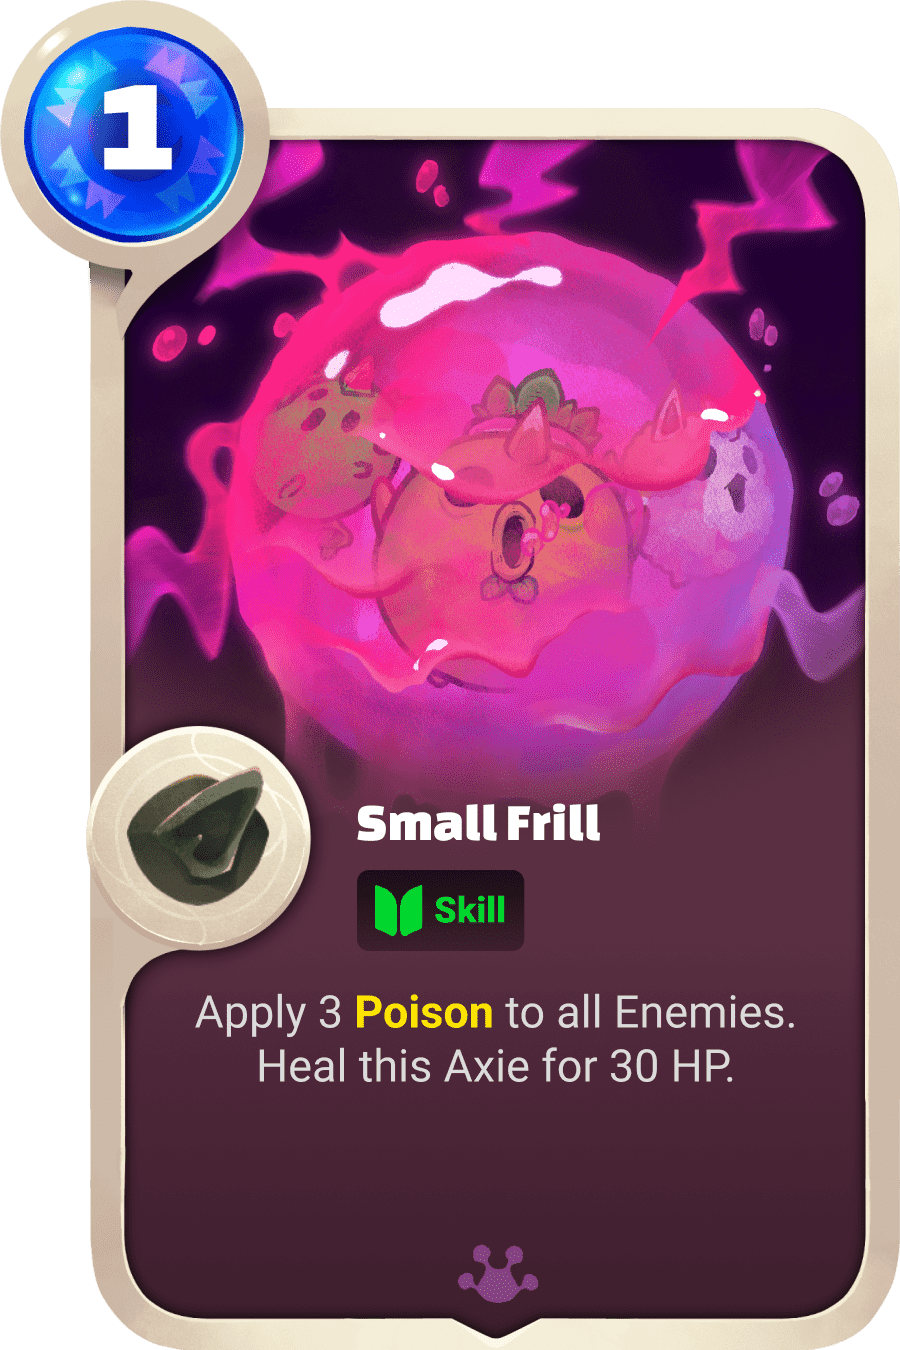 1
Small Frill
Skill
Apply 3 Poison to all Enemies.
Heal this Axie for 30 HP.